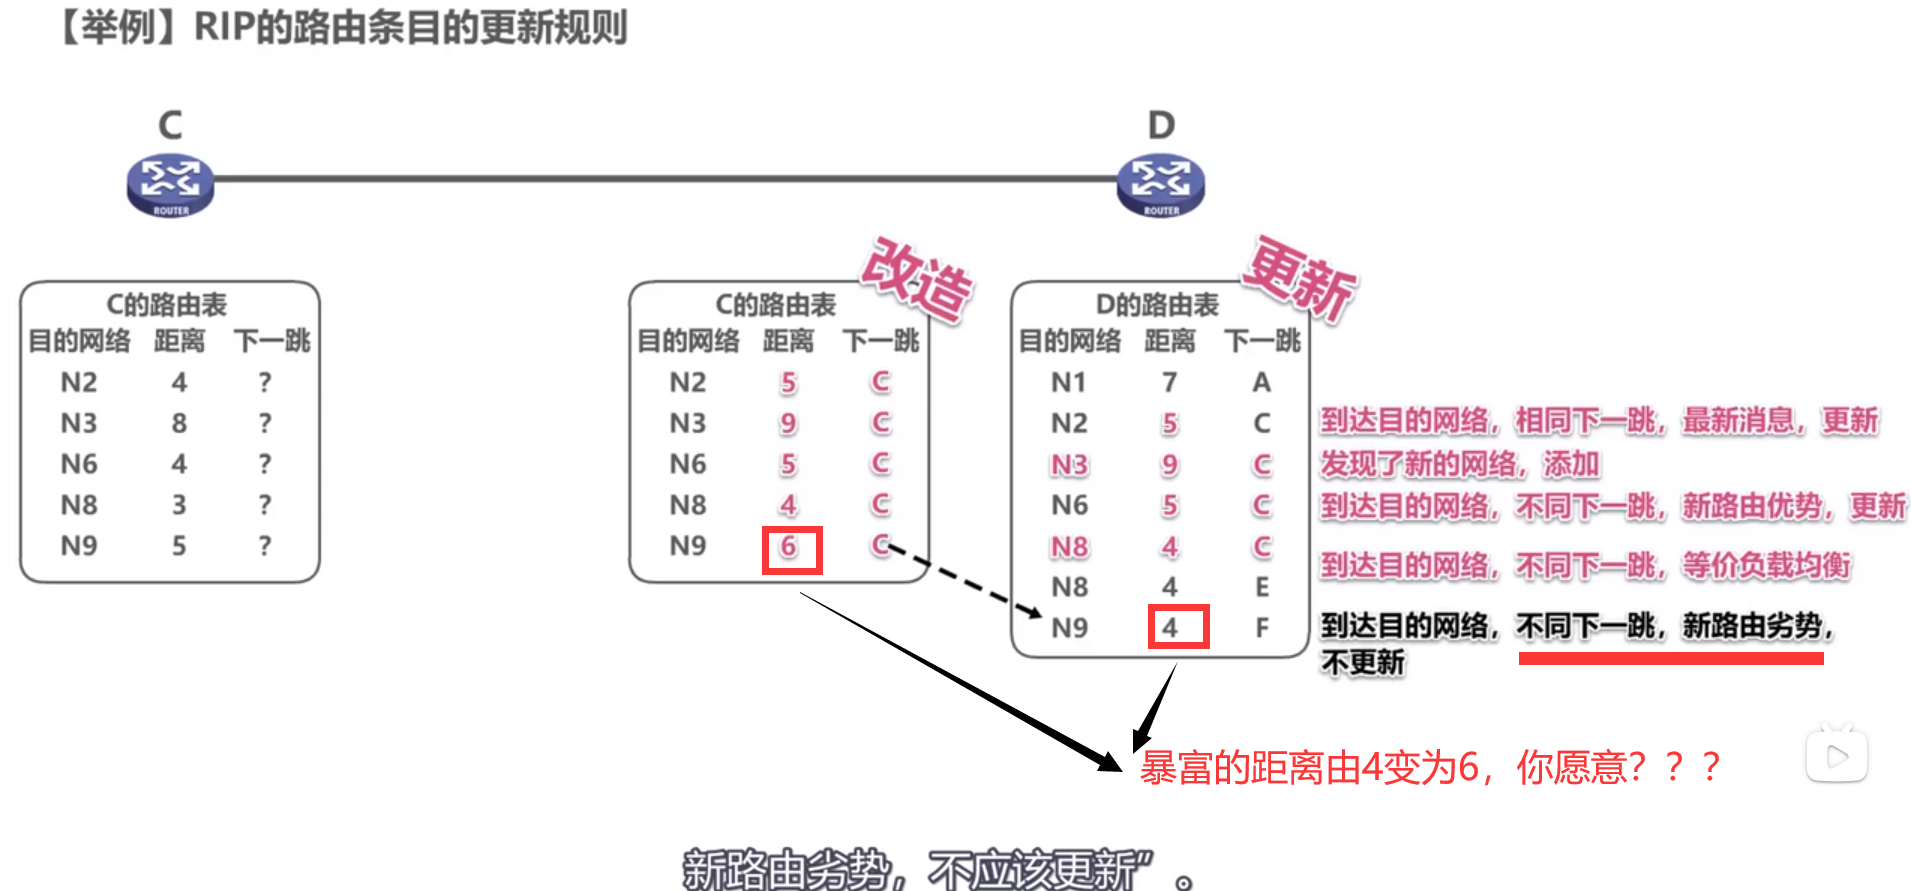 【举例】RIP的路由条目的更新规则
C
D
ROUTER
ROUTER
改造
更新
C的路由表
目的网络 距离 下一跳
N2 4 ?
N3 8 ?
N6 4 ?
N8 3 ?
N9 5 ?
C的路由表
目的网络 距离 下一跳
N2 5 C
N3 9 C
N6 5 C
N8 4 C
N9 6 C
D的路由表
目的网络 距离 下一跳
N1 7 A
N2 5 C
N3 9 C
N6 5 C
N8 4 C
N8 4 E
N9 4 F
到达目的网络，相同下一跳，最新消息，更新
发现了新的网络，添加
到达目的网络，不同下一跳，新路由优势，更新
到达目的网络，不同下一跳，等价负载均衡
到达目的网络，不同下一跳，新路由劣势，
不更新
暴富的距离由4变为6，你愿意？？？
新路由劣势，不应该更新”。